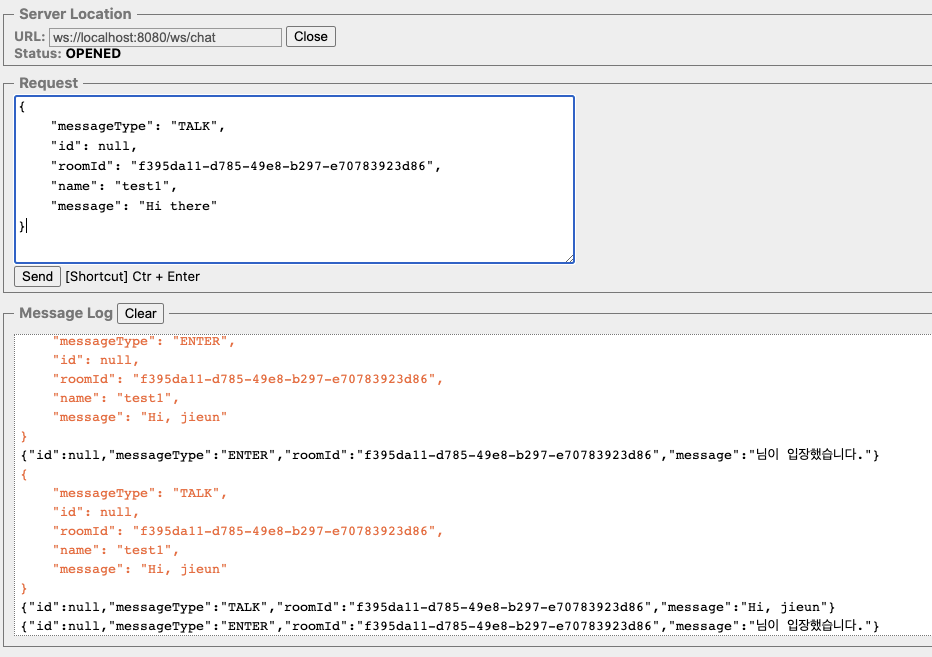 Server Location
URL: ws://localhost:8080/ws/chat Close
Status: OPENED
Request
{
    "messageType": "TALK",
    "id": null,
    "roomId": "f395da11-d785-49e8-b297-e70783923d86",
    "name": "test1",
    "message": "Hi there"
}
Send [Shortcut] Ctr + Enter
Message Log Clear
    "messageType": "ENTER",
    "id": null,
    "roomId": "f395da11-d785-49e8-b297-e70783923d86",
    "name": "test1",
    "message": "Hi, jieun"
}
{"id":null,"messageType":"ENTER","roomId":"f395da11-d785-49e8-b297-e70783923d86","message":"님이 입장했습니다."}
{
    "messageType": "TALK",
    "id": null,
    "roomId": "f395da11-d785-49e8-b297-e70783923d86",
    "name": "test1",
    "message": "Hi, jieun"
}
{"id":null,"messageType":"TALK","roomId":"f395da11-d785-49e8-b297-e70783923d86","message":"Hi, jieun"}
{"id":null,"messageType":"ENTER","roomId":"f395da11-d785-49e8-b297-e70783923d86","message":"님이 입장했습니다."}